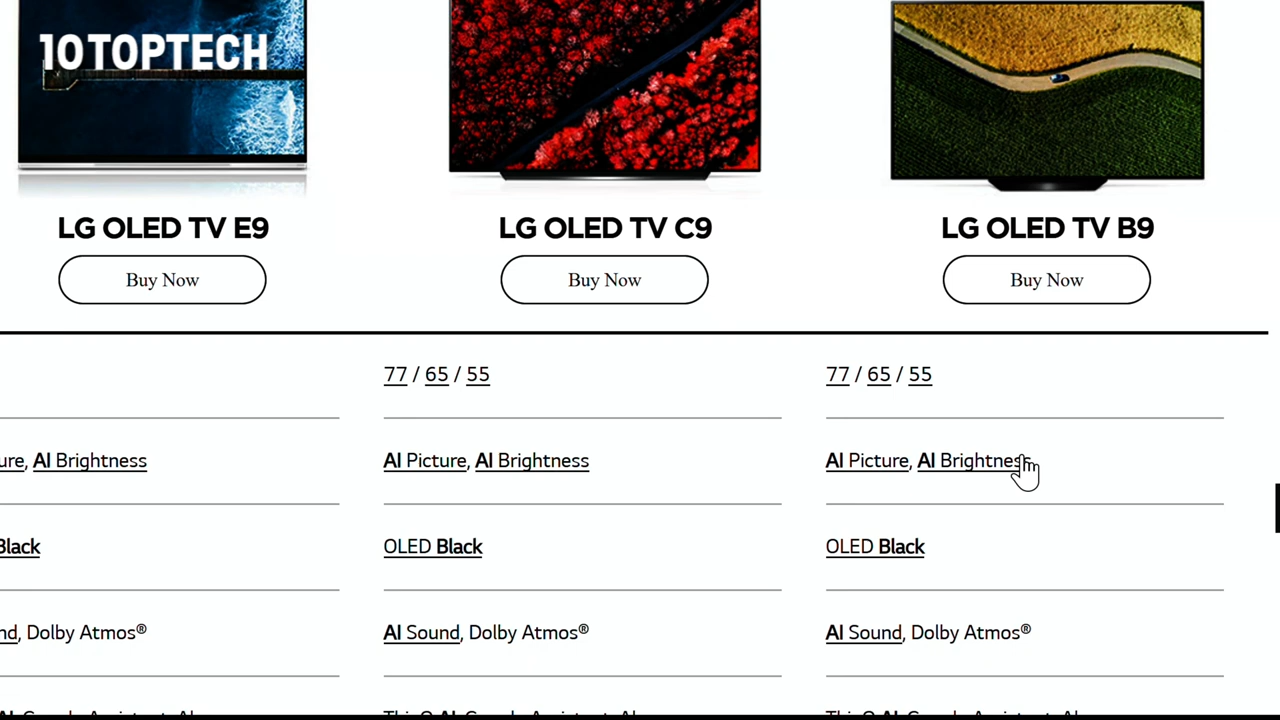 10TOPTECH
LG OLED TV E9
LG OLED TV C9
LG OLED TV B9
Buy Now
Buy Now
Buy Now
77 / 65 / 55
77 / 65 / 55
ure, AI Brightness
AI Picture, AI Brightness
AI Picture, AI Brightness
Black
OLED Black
OLED Black
nd, Dolby Atmos®
AI Sound, Dolby Atmos®
AI Sound, Dolby Atmos®